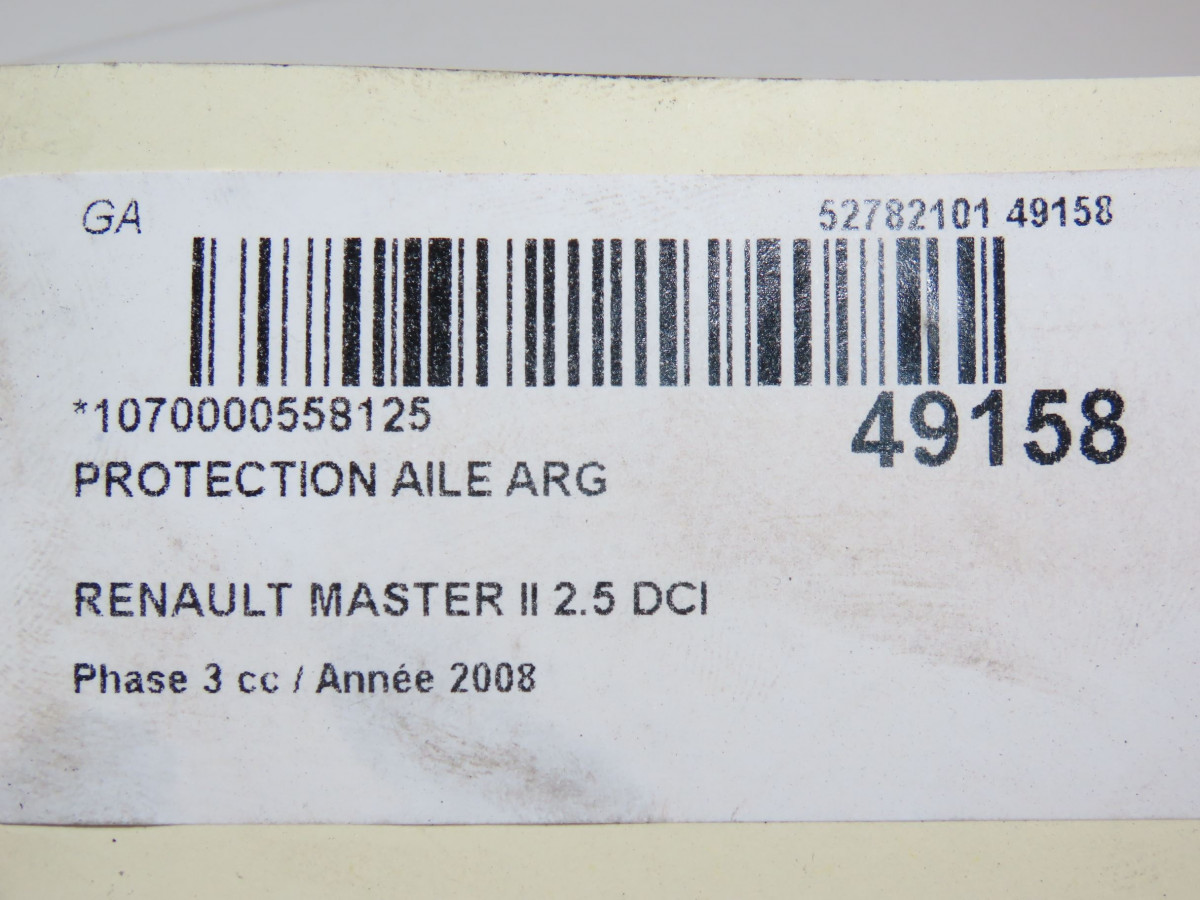 GA 52782101 49158
*1070000558125 49158
PROTECTION AILE ARG
RENAULT MASTER II 2.5 DCI
Phase 3 cc / Année 2008